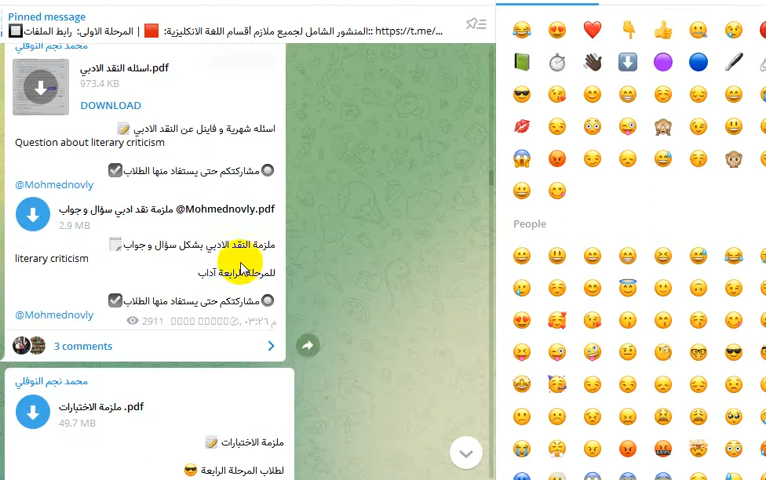 Pinned message
المنشور الشامل لجميع ملازم أقسام اللغة الانكليزية:: 🟥 | المرحلة الاولى: رابط الملفات🔲: https://t.me/...
محمد نجم النوفلي
اسئله النقد الادبي.pdf
973.4 KB
DOWNLOAD
اسئله شهرية و فاينل عن النقد الادبي 📝
Question about literary criticism
🔘 مشاركتكم حتى يستفاد منها الطلاب☑️
@Mohmednovly
ملزمة نقد ادبي سؤال و جواب @Mohmednovly.pdf
2.9 MB
ملزمة النقد الادبي بشكل سؤال و جواب 🗒
literary criticism
للمرحلة الرابعة آداب
🔘 مشاركتكم حتى يستفاد منها الطلاب☑️
@Mohmednovly
2911
٠٣:٢٦ م
3 comments
محمد نجم النوفلي
ملزمة الاختبارات .pdf
49.7 MB
ملزمة الاختبارات 📝
لطلاب المرحلة الرابعة 😎
People